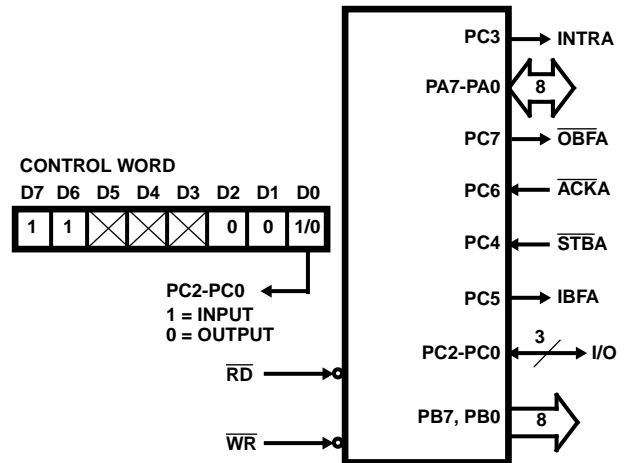 PC3
INTRA
PA7-PA0
8
PC7
OBFA
CONTROL WORD
D7 D6 D5 D4 D3 D2 D1 D0
1 1 0 0 1/0
PC6
ACKA
PC4
STBA
PC2-PC0
1 = INPUT
0 = OUTPUT
PC5
IBFA
PC2-PC0
3
I/O
RD
PB7, PB0
8
WR